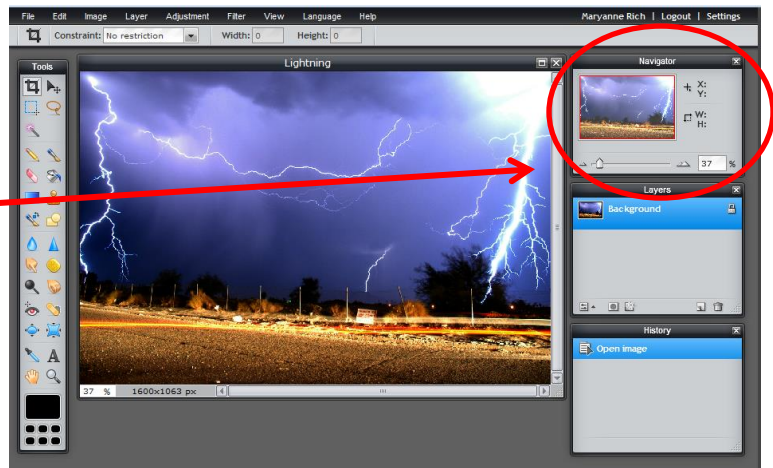 File Edit Image Layer Adjustment Filter View Language Help Maryanne Rich | Logout | Settings
Constraint: No restriction Width: 0 Height: 0
Tools
Lightning
Navigator
X:
Y:
W:
H:
37 %
Layers
Background
History
Open image
A
37 % 1600x1063 px